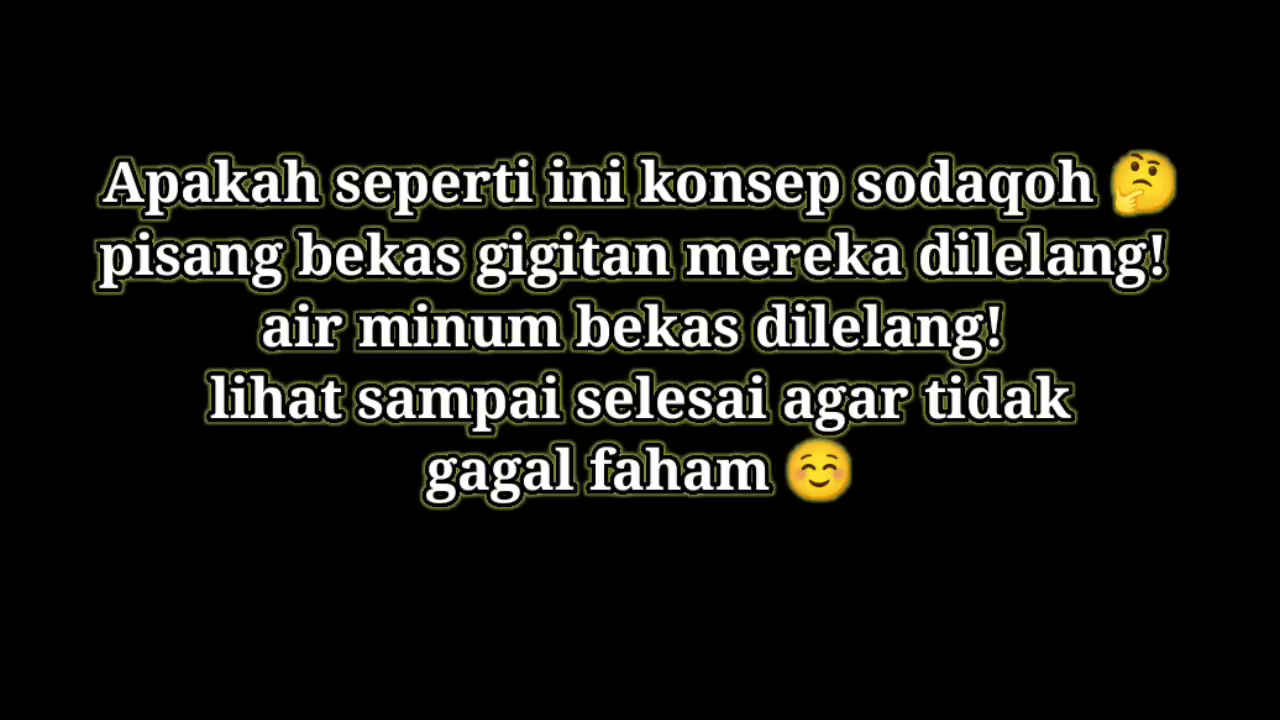 Apakah seperti ini konsep sodaqoh 🤔
pisang bekas gigitan mereka dilelang!
air minum bekas dilelang!
lihat sampai selesai agar tidak
gagal faham ☺️